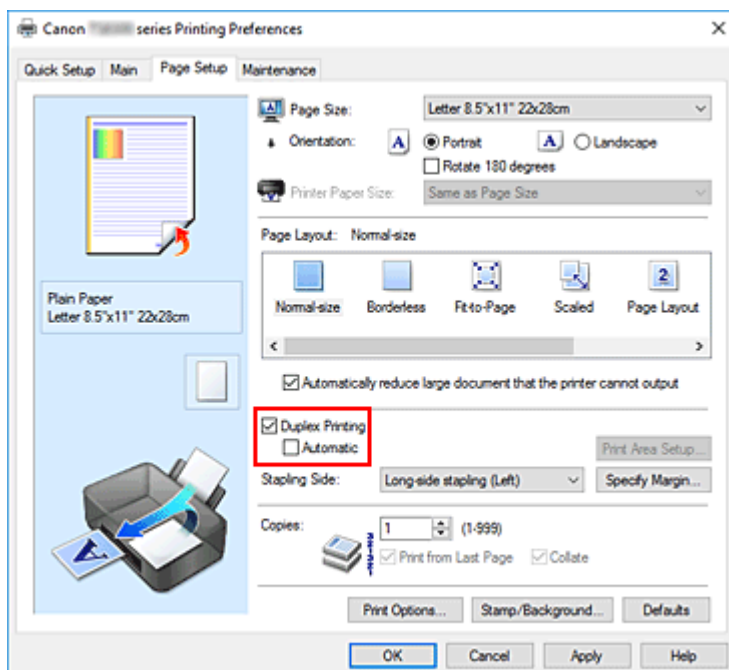 Canon series Printing Preferences
Quick Setup Main Page Setup Maintenance
Page Size: Letter 8.5"x11" 22x28cm
Orientation: A Portrait A Landscape
Rotate 180 degrees
Printer Paper Size: Same as Page Size
Page Layout: Normal-size
2
Normal-size Borderless Fit-to-Page Scaled Page Layout
Plain Paper
Letter 8.5"x11" 22x28cm
Automatically reduce large document that the printer cannot output
Duplex Printing
Automatic
Print Area Setup...
Stapling Side: Long-side stapling (Left) Specify Margin...
Copies: 1 (1-999)
Print from Last Page Collate
A
Print Options... Stamp/Background... Defaults
OK Cancel Apply Help